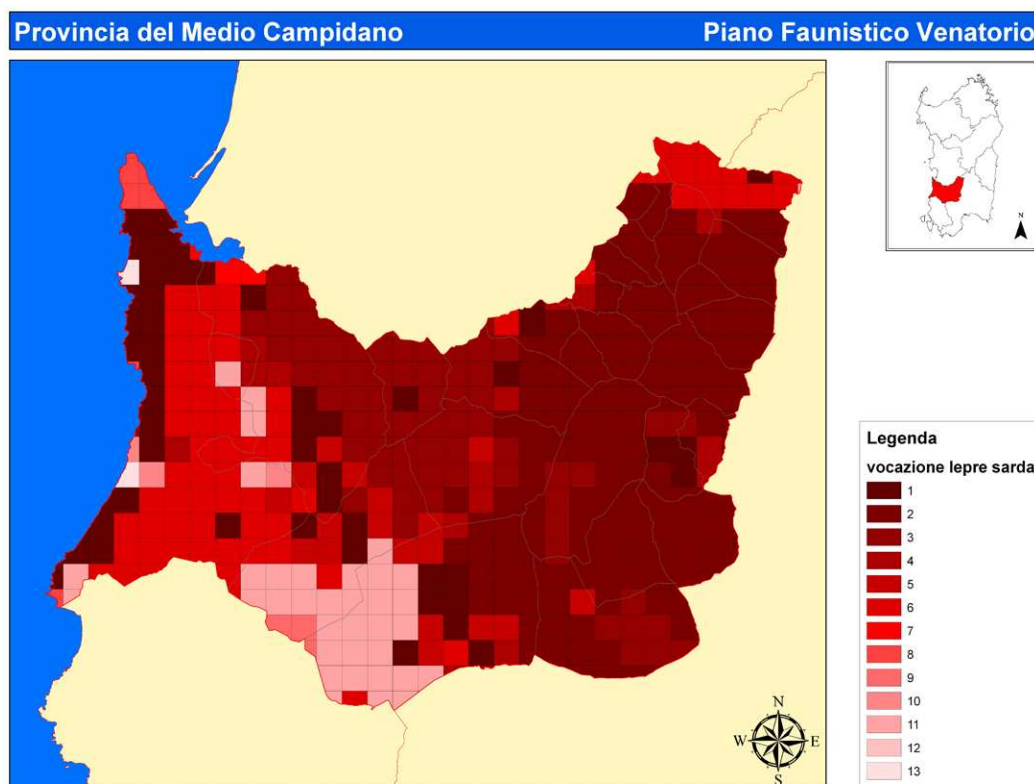 Provincia del Medio Campidano Piano Faunistico Venatorio
N
Legenda
vocazione lepre sarda
1
2
3
4
5
6
7
8
9
10
11
12
13
N
W E
S